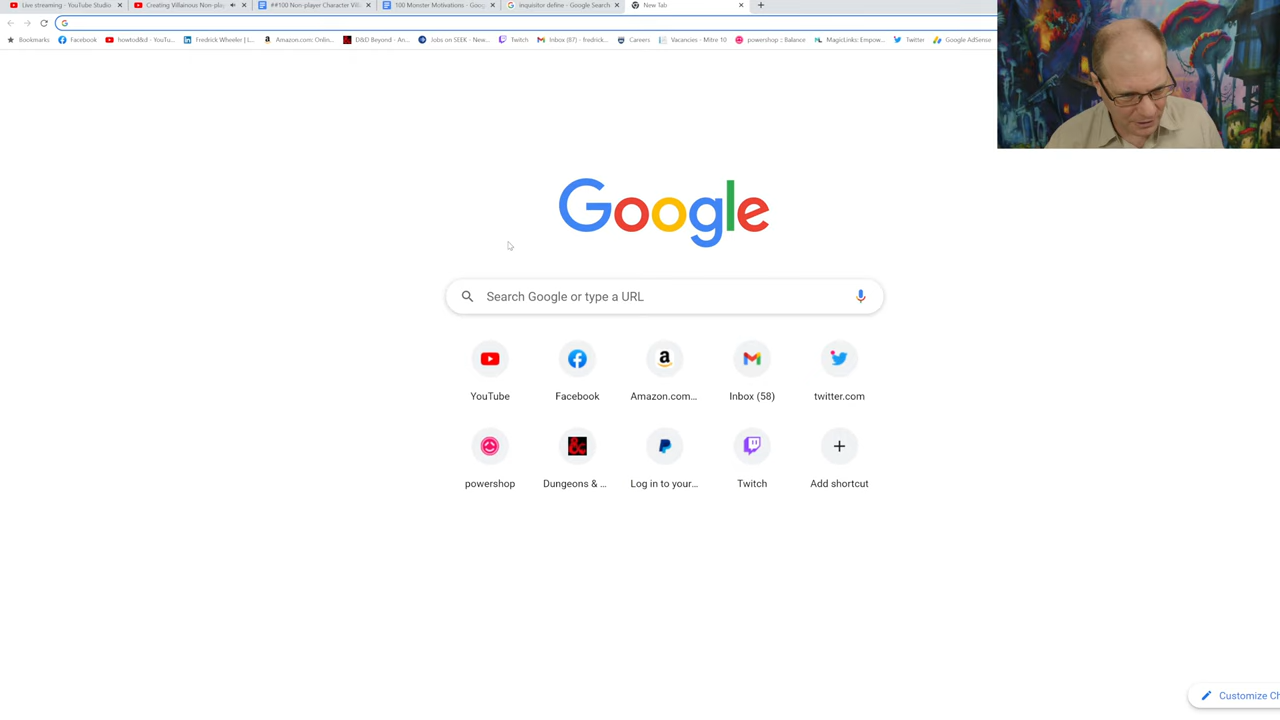 Live streaming - YouTube Studio
Creating Villainous Non-pla
##100 Non-player Character Vill
100 Monster Motivations - Goog
inquisitor define - Google Search
New Tab
Bookmarks
Facebook
howtod&d - YouTu...
Fredrick Wheeler | L...
Amazon.com: Onlin...
D&D Beyond - An...
Jobs on SEEK - New...
Twitch
Inbox (87) - fredrick...
Careers
Vacancies - Mitre 10
powershop :: Balance
MagicLinks: Empow...
Twitter
Google AdSense
Google
Search Google or type a URL
YouTube
Facebook
Amazon.com...
Inbox (58)
twitter.com
powershop
Dungeons & ...
Log in to your...
Twitch
Add shortcut
Customize Ch